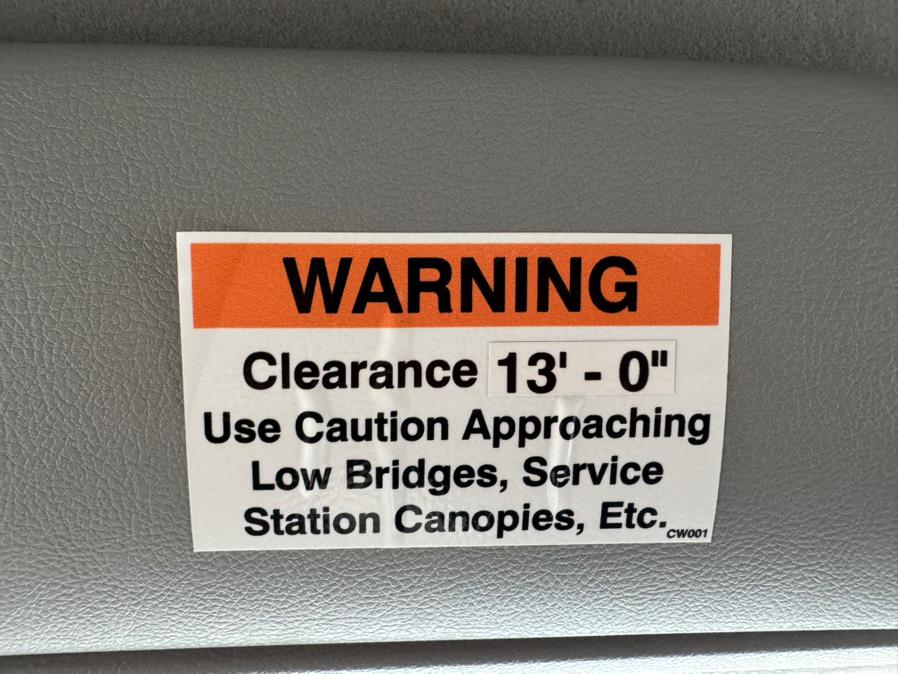 WARNING
Clearance 13' - 0"
Use Caution Approaching
Low Bridges, Service
Station Canopies, Etc.
CW001